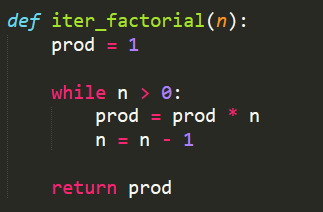 def iter_factorial(n):
    prod = 1

    while n > 0:
        prod = prod * n
        n = n - 1

    return prod